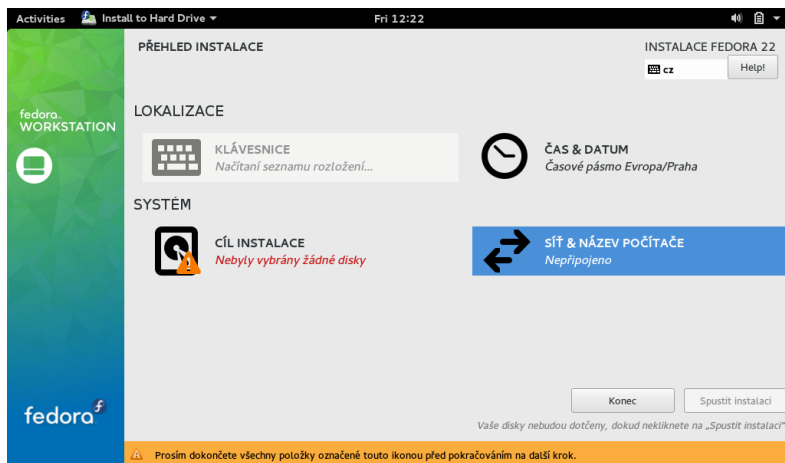 Activities Install to Hard Drive Fri 12:22
PŘEHLED INSTALACE
INSTALACE FEDORA 22
cz Help!
fedora.
WORKSTATION
LOKALIZACE
KLÁVESNICE
Načítaní seznamu rozložení...
ČAS & DATUM
Časové pásmo Evropa/Praha
SYSTÉM
CÍL INSTALACE
Nebyly vybrány žádné disky
SÍŤ & NÁZEV POČÍTAČE
Nepřipojeno
Konec Spustit instalaci
Vaše disky nebudou dotčeny, dokud nekliknete na „Spustit instalaci“
fedora
Prosím dokončete všechny položky označené touto ikonou před pokračováním na další krok.